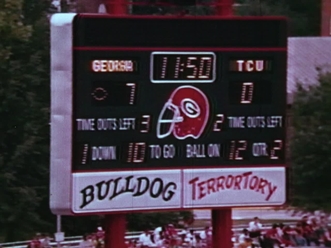 GEORGIA 11:50 TCU
7 G 0
TIME OUTS LEFT 3 2 TIME OUTS LEFT
1 DOWN 10 TO GO BALL ON 12 QTR 2
BULLDOG TERRORTORY